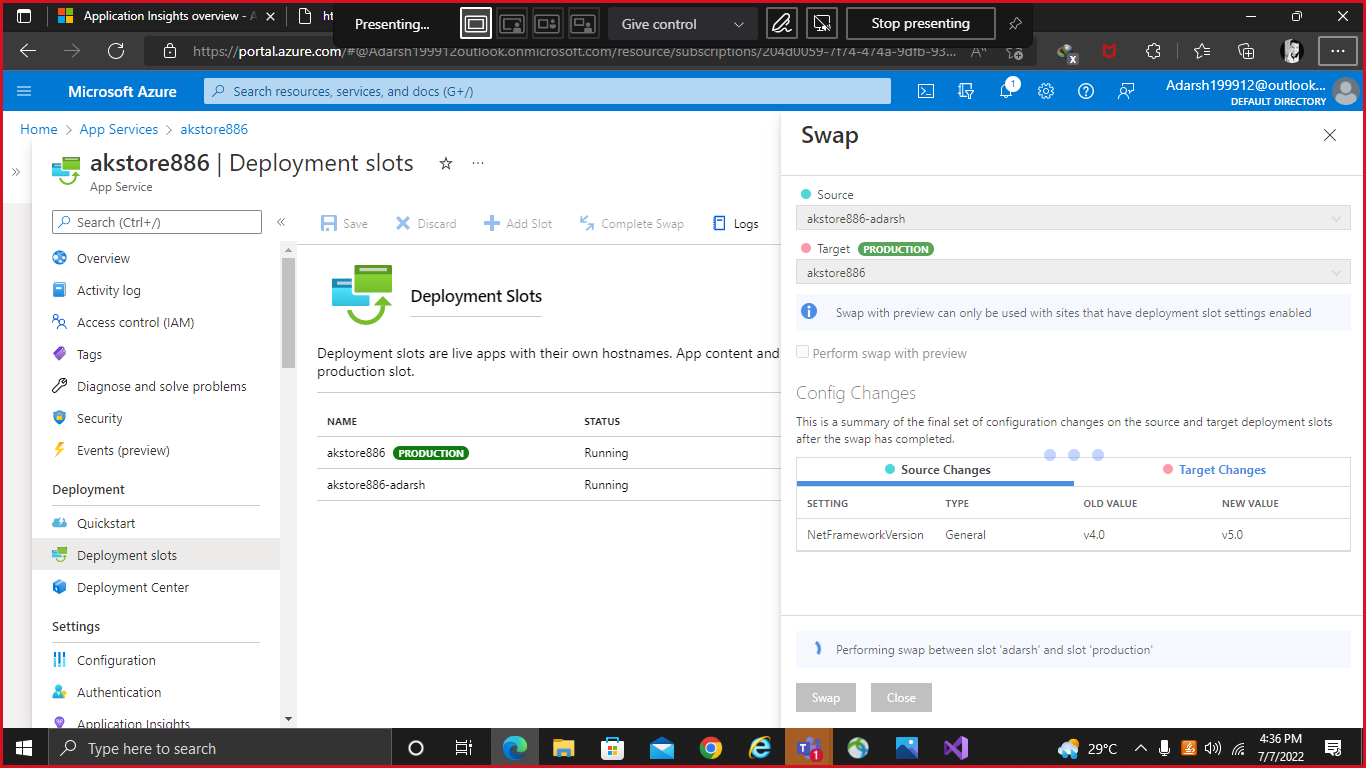 Application Insights overview - A
Presenting...
Give control
Stop presenting
https://portal.azure.com/#@Adarsh199912outlook.onmicrosoft.com/resource/subscriptions/204d0059-7f74-474a-9dfb-93...
Microsoft Azure
Search resources, services, and docs (G+/)
1
Adarsh199912@outlook...
DEFAULT DIRECTORY
Home > App Services > akstore886
akstore886 | Deployment slots
App Service
Search (Ctrl+/)
Overview
Activity log
Access control (IAM)
Tags
Diagnose and solve problems
Security
Events (preview)
Deployment
Quickstart
Deployment slots
Deployment Center
Settings
Configuration
Authentication
Application Insights
Save
Discard
Add Slot
Complete Swap
Logs
Deployment Slots
Deployment slots are live apps with their own hostnames. App content and
production slot.
NAME STATUS
akstore886 PRODUCTION Running
akstore886-adarsh Running
Swap
Source
akstore886-adarsh
Target PRODUCTION
akstore886
Swap with preview can only be used with sites that have deployment slot settings enabled
Perform swap with preview
Config Changes
This is a summary of the final set of configuration changes on the source and target deployment slots
after the swap has completed.
Source Changes Target Changes
SETTING TYPE OLD VALUE NEW VALUE
NetFrameworkVersion General v4.0 v5.0
Performing swap between slot 'adarsh' and slot 'production'
Swap Close
Type here to search
1
29°C
4:36 PM
7/7/2022